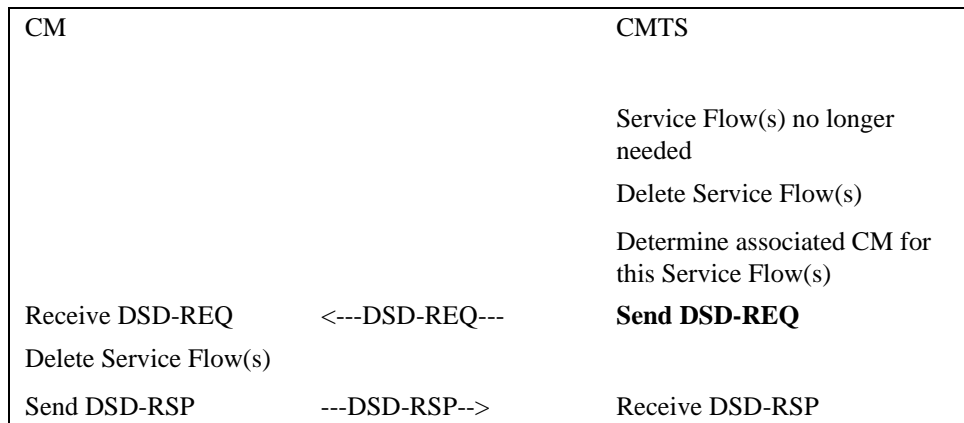 CM CMTS
Service Flow(s) no longer
needed
Delete Service Flow(s)
Determine associated CM for
this Service Flow(s)
Receive DSD-REQ <---DSD-REQ--- Send DSD-REQ
Delete Service Flow(s)
Send DSD-RSP ---DSD-RSP--> Receive DSD-RSP